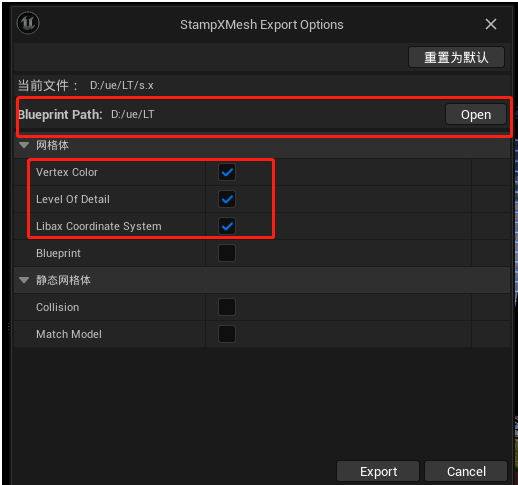 StampXMesh Export Options
重置为默认
当前文件： D:/ue/LT/s.x
Blueprint Path: D:/ue/LT Open
网格体
Vertex Color
Level Of Detail
Libax Coordinate System
Blueprint
静态网格体
Collision
Match Model
Export Cancel